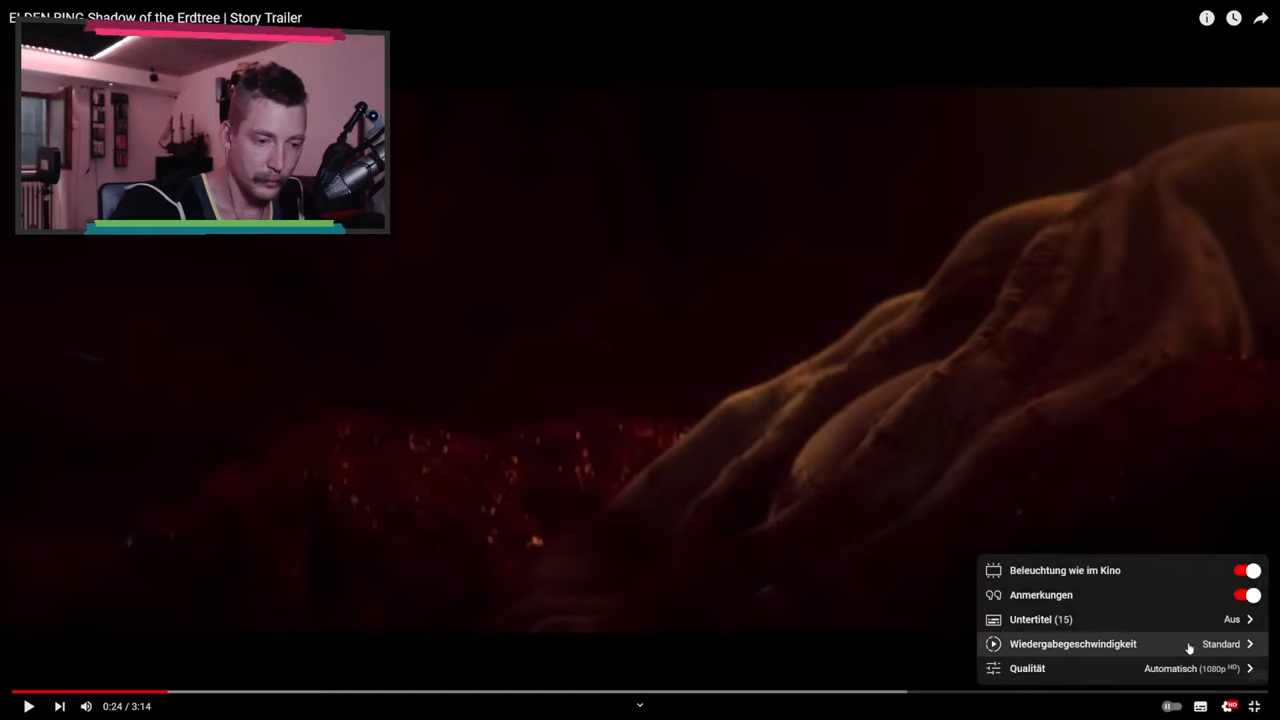 ELDEN RING Shadow of the Erdtree | Story Trailer
Beleuchtung wie im Kino
Anmerkungen
Untertitel (15) Aus
Wiedergabegeschwindigkeit Standard
Qualität Automatisch (1080p HD)
0:24 / 3:14
HD